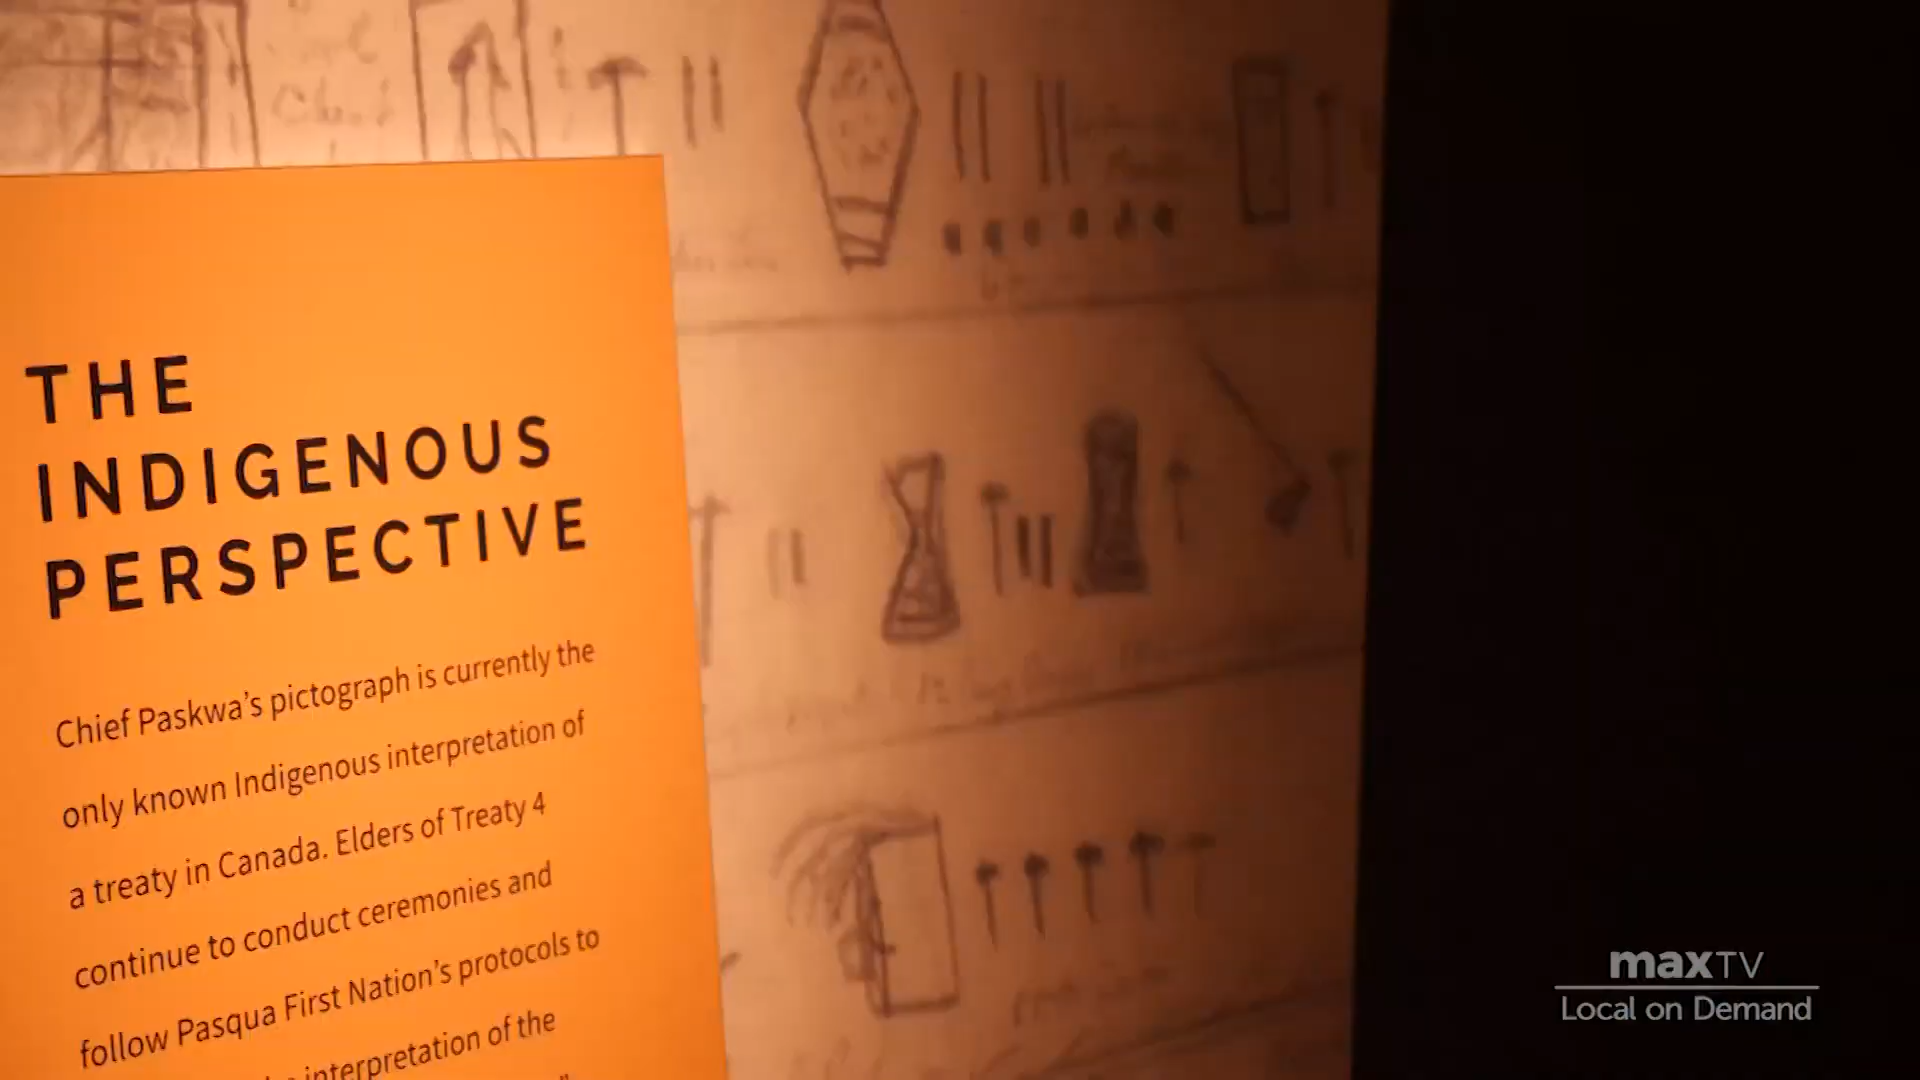 THE
INDIGENOUS
PERSPECTIVE
Chief Paskwa's pictograph is currently the
only known Indigenous interpretation of
a treaty in Canada. Elders of Treaty 4
continue to conduct ceremonies and
follow Pasqua First Nation's protocols to
interpretation of the
maxTV
Local on Demand